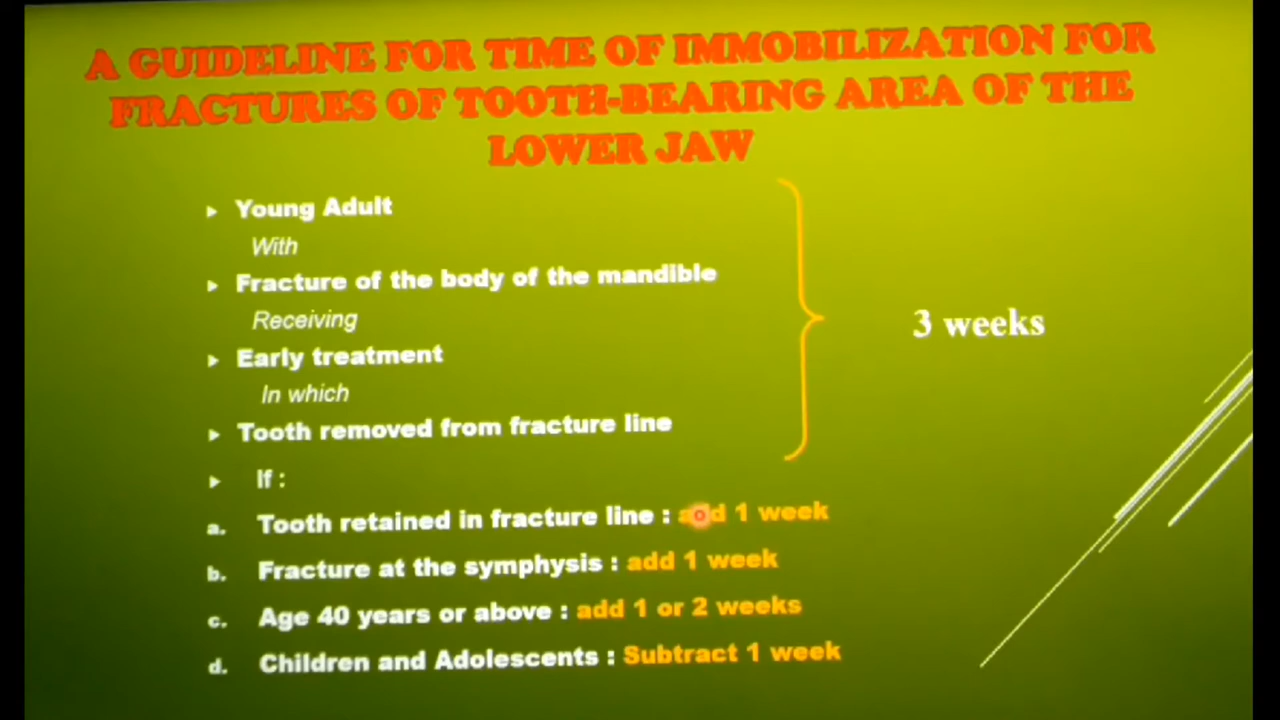 A GUIDELINE FOR TIME OF IMMOBILIZATION FOR
FRACTURES OF TOOTH-BEARING AREA OF THE
LOWER JAW
Young Adult
With
Fracture of the body of the mandible
Receiving
Early treatment
In which
Tooth removed from fracture line
3 weeks
If :
a. Tooth retained in fracture line : add 1 week
b. Fracture at the symphysis : add 1 week
c. Age 40 years or above : add 1 or 2 weeks
d. Children and Adolescents : Subtract 1 week